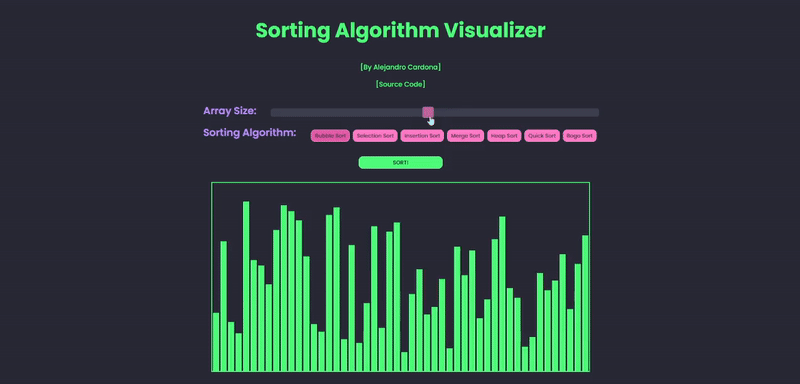 Sorting Algorithm Visualizer
[By Alejandro Cardona]
[Source Code]
Array Size:
Sorting Algorithm: Bubble Sort Selection Sort Insertion Sort Merge Sort Heap Sort Quick Sort Bogo Sort
SORT!